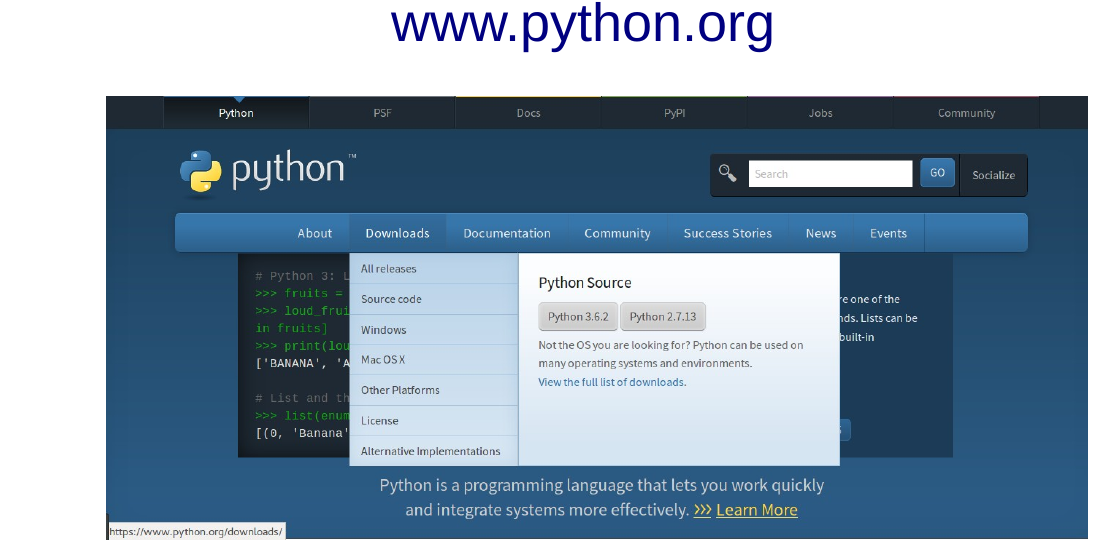 www.python.org
Python PSF Docs PyPI Jobs Community
python™
Search GO Socialize
About Downloads Documentation Community Success Stories News Events
# Python 3: L
>>> fruits =
>>> loud_frui
in fruits]
>>> print(lou
['BANANA', 'A
# List and th
>>> list(enum
[(0, 'Banana'
All releases
Source code
Windows
Mac OS X
Other Platforms
License
Alternative Implementations
Python Source
Python 3.6.2 Python 2.7.13
Not the OS you are looking for? Python can be used on
many operating systems and environments.
View the full list of downloads.
re one of the
nds. Lists can be
built-in
Python is a programming language that lets you work quickly
and integrate systems more effectively. >>> Learn More
https://www.python.org/downloads/